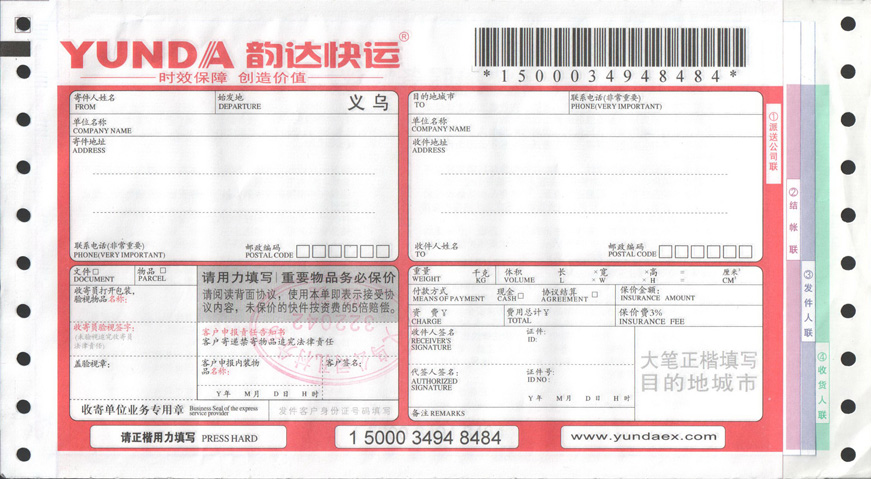 YUNDA 韵达快运®
时效保障 创造价值
*1500034948484*
寄件人姓名
FROM
始发地
DEPARTURE
义乌
单位名称
COMPANY NAME
寄件地址
ADDRESS
联系电话(非常重要)
PHONE(VERY IMPORTANT)
邮政编码
POSTAL CODE
目的地城市
TO
联系电话(非常重要)
PHONE(VERY IMPORTANT)
单位名称
COMPANY NAME
收件地址
ADDRESS
收件人签名
TO
邮政编码
POSTAL CODE
①派送公司联
②结帐联
③发件人联
④收货人联
文件
DOCUMENT
物品
PARCEL
收寄员打开包装,
验视物品名称:
收寄员验视签字:
(未验视追究收寄员
法律责任)
盖验视章:
请用力填写 重要物品务必保价
请阅读背面协议，使用本单即表示接受协
议内容，未保价的快件按资费的5倍赔偿。
客户申报责任告知书
客户寄递禁寄物品追究法律责任
客户申报内装物
品名称:
客户签名:
Y年 M月 D日 H时
收寄单位业务专用章 Business Seal of the express
service provider
发件客户身份证号码填写
重量
WEIGHT
千克
KG
体积
VOLUME
长
L
×宽
×W
×高
×H
=
=
厘米³
CM³
付款方式
MEANS OF PAYMENT
现金
CASH
协议结算
AGREEMENT
保价金额:
INSURANCE AMOUNT
资 费¥
CHARGE
费用总计¥
TOTAL
保价费3%
INSURANCE FEE
收件人签名
RECEIVER'S
SIGNATURE
证件:
ID:
代签人签名:
AUTHORIZED
SIGNATURE
证件号
ID NO:
Y年 M月 D日 H时
备注REMARKS
大笔正楷填写
目的地城市
请正楷用力填写 PRESS HARD
1 5000 3494 8484
www.yundaex.com